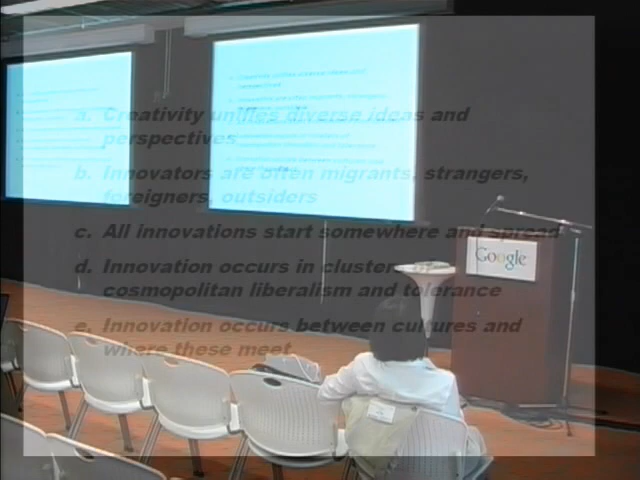 a. Creativity unifies diverse ideas and
perspectives
b. Innovators are often migrants, strangers,
foreigners, outsiders
c. All innovations start somewhere and spread
d. Innovation occurs in clusters of
cosmopolitan liberalism and tolerance
e. Innovation occurs between cultures and
where these meet
Google